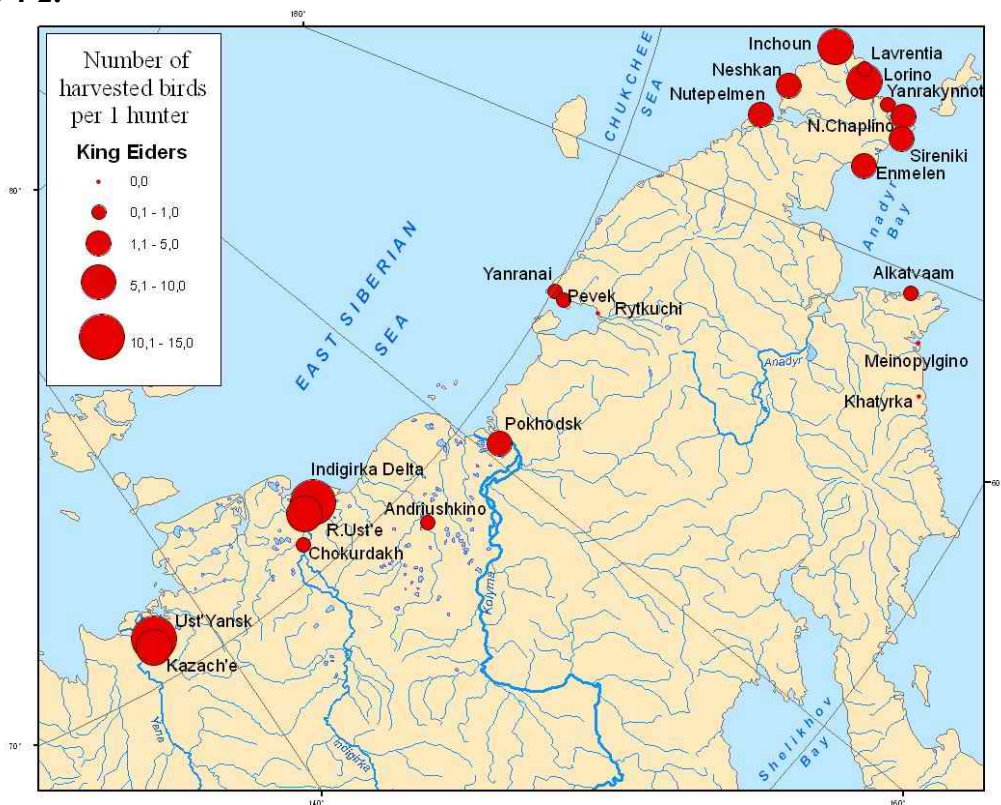 180°
Number of
harvested birds
per 1 hunter
King Eiders
0,0
0,1 - 1,0
1,1 - 5,0
5,1 - 10,0
10,1 - 15,0
CHUKCHEE
SEA
Inchoun
Lavrentia
Neshkan
Lorino
Nutepelmen
Yanrakynnot
N.Chaplino
Sireniki
Enmelen
Anadyr
Bay
80°
EAST SIBERIAN
SEA
Yanranai
Pevek
Rytkuchi
Alkatvaam
Meinopylgino
Anadyr
Khatyrka
Pokhodsk
Indigirka Delta
Andriushkino
R.Ust'e
Chokurdakh
Kolyma
60°
Ust'Yansk
Kazach'e
Yana
Indigirka
Shelikhov
Bay
70°
140°